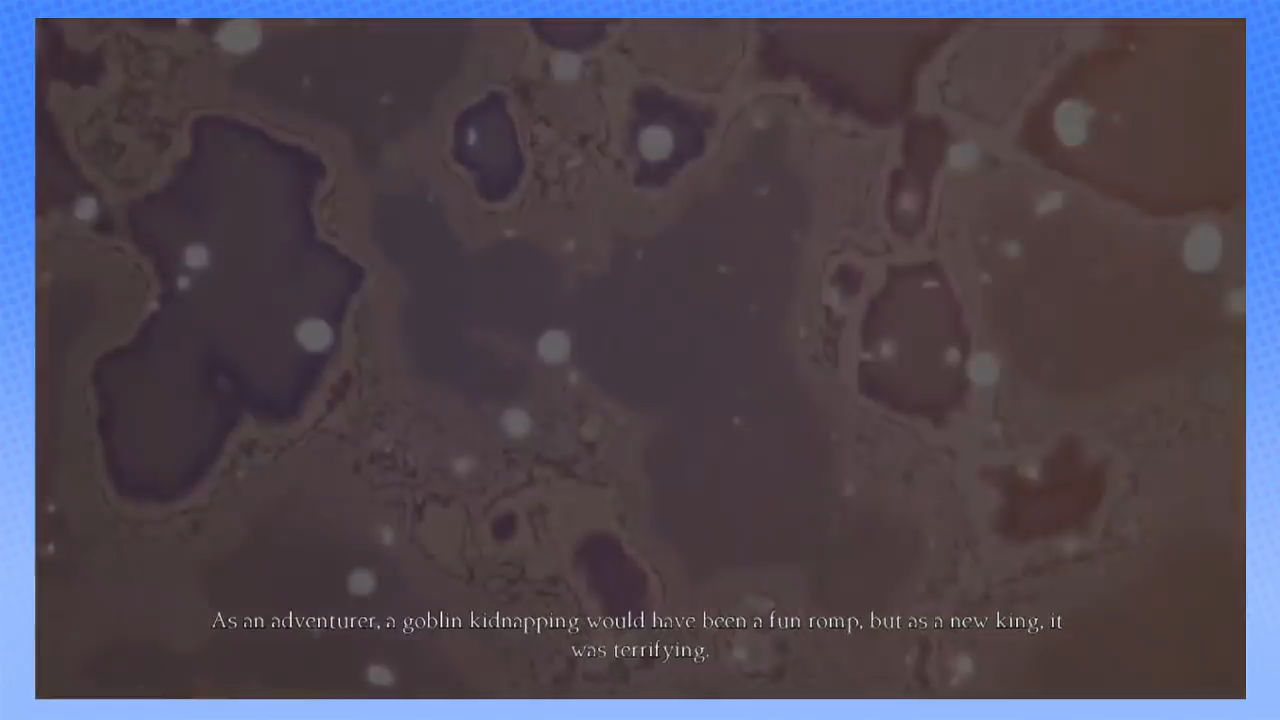 As an adventurer, a goblin kidnapping would have been a fun romp, but as a new king, it
was terrifying.